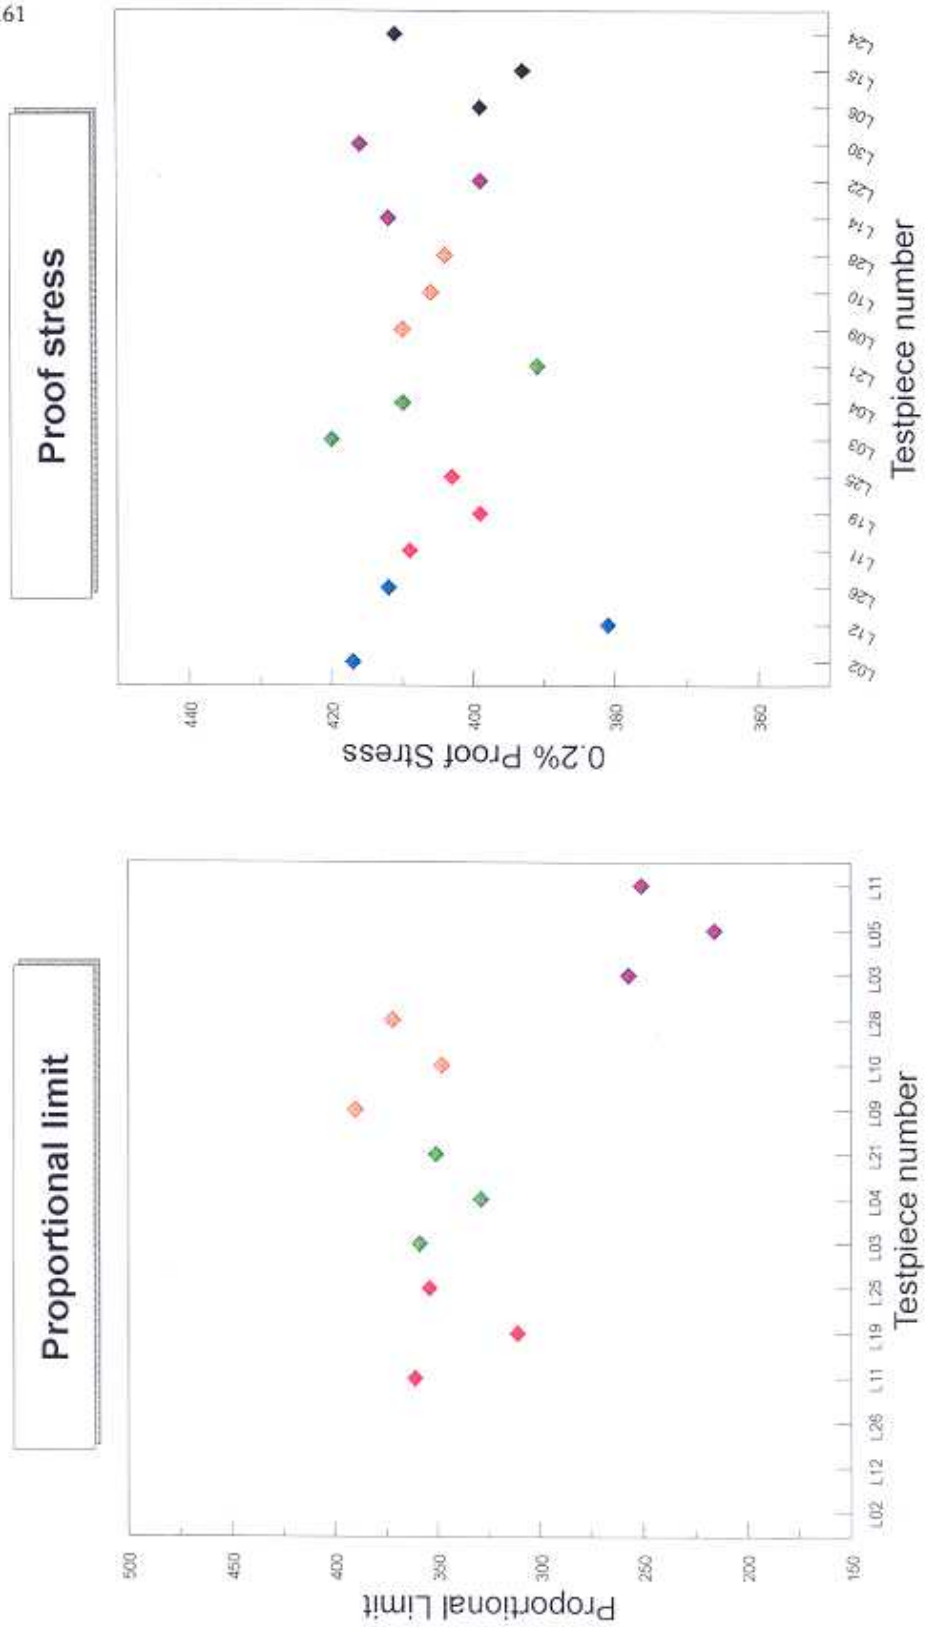 61
Proof stress
440
420
400
380
360
0.2% Proof Stress
L02 L12 L26 L11 L19 L25 L03 L04 L21 L09 L10 L28 L14 L22 L30 L08 L15 L24
Testpiece number
Proportional limit
500
450
400
350
300
250
200
150
Proportional Limit
L02 L12 L26 L11 L19 L25 L03 L04 L21 L09 L10 L28 L03 L05 L11
Testpiece number